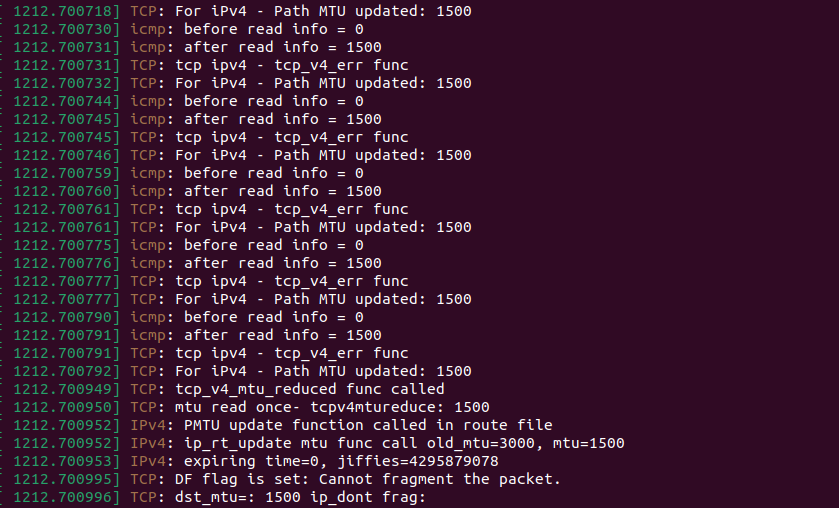 [ 1212.700718] TCP: For iPv4 - Path MTU updated: 1500
[ 1212.700730] icmp: before read info = 0
[ 1212.700731] icmp: after read info = 1500
[ 1212.700731] TCP: tcp ipv4 - tcp_v4_err func
[ 1212.700732] TCP: For iPv4 - Path MTU updated: 1500
[ 1212.700744] icmp: before read info = 0
[ 1212.700745] icmp: after read info = 1500
[ 1212.700745] TCP: tcp ipv4 - tcp_v4_err func
[ 1212.700746] TCP: For iPv4 - Path MTU updated: 1500
[ 1212.700759] icmp: before read info = 0
[ 1212.700760] icmp: after read info = 1500
[ 1212.700761] TCP: tcp ipv4 - tcp_v4_err func
[ 1212.700761] TCP: For iPv4 - Path MTU updated: 1500
[ 1212.700775] icmp: before read info = 0
[ 1212.700776] icmp: after read info = 1500
[ 1212.700777] TCP: tcp ipv4 - tcp_v4_err func
[ 1212.700777] TCP: For iPv4 - Path MTU updated: 1500
[ 1212.700790] icmp: before read info = 0
[ 1212.700791] icmp: after read info = 1500
[ 1212.700791] TCP: tcp ipv4 - tcp_v4_err func
[ 1212.700792] TCP: For iPv4 - Path MTU updated: 1500
[ 1212.700949] TCP: tcp_v4_mtu_reduced func called
[ 1212.700950] TCP: mtu read once- tcpv4mtureduce: 1500
[ 1212.700952] IPv4: PMTU update function called in route file
[ 1212.700952] IPv4: ip_rt_update mtu func call old_mtu=3000, mtu=1500
[ 1212.700953] IPv4: expiring time=0, jiffies=4295879078
[ 1212.700995] TCP: DF flag is set: Cannot fragment the packet.
[ 1212.700996] TCP: dst_mtu=: 1500 ip_dont frag: